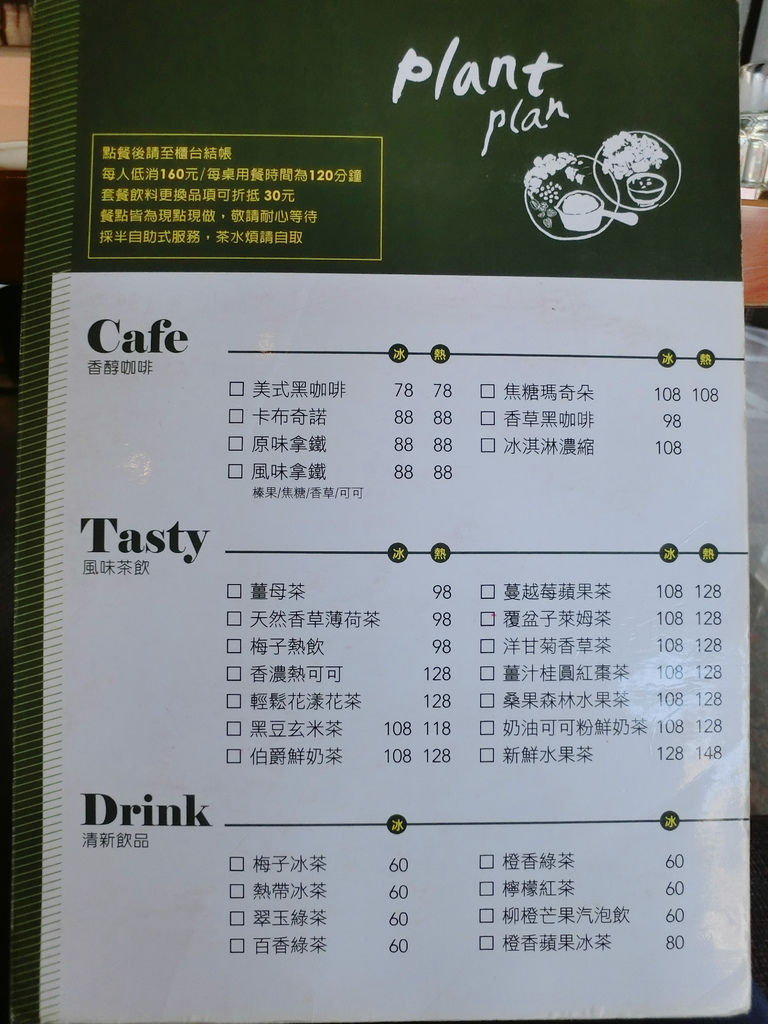 plant
plan
點餐後請至櫃台結帳
每人低消160元/每桌用餐時間為120分鐘
套餐飲料更換品項可折抵 30元
餐點皆為現點現做，敬請耐心等待
採半自助式服務，茶水煩請自取
Cafe
香醇咖啡
冰 熱 冰 熱
美式黑咖啡 78 78 焦糖瑪奇朵 108 108
卡布奇諾 88 88 香草黑咖啡 98
原味拿鐵 88 88 冰淇淋濃縮 108
風味拿鐵 88 88
榛果/焦糖/香草/可可
Tasty
風味茶飲
冰 熱 冰 熱
薑母茶 98 蔓越莓蘋果茶 108 128
天然香草薄荷茶 98 覆盆子萊姆茶 108 128
梅子熱飲 98 洋甘菊香草茶 108 128
香濃熱可可 128 薑汁桂圓紅棗茶 108 128
輕鬆花漾花茶 128 桑果森林水果茶 108 128
黑豆玄米茶 108 118 奶油可可粉鮮奶茶 108 128
伯爵鮮奶茶 108 128 新鮮水果茶 128 148
Drink
清新飲品
冰 冰
梅子冰茶 60 橙香綠茶 60
熱帶冰茶 60 檸檬紅茶 60
翠玉綠茶 60 柳橙芒果汽泡飲 60
百香綠茶 60 橙香蘋果冰茶 80